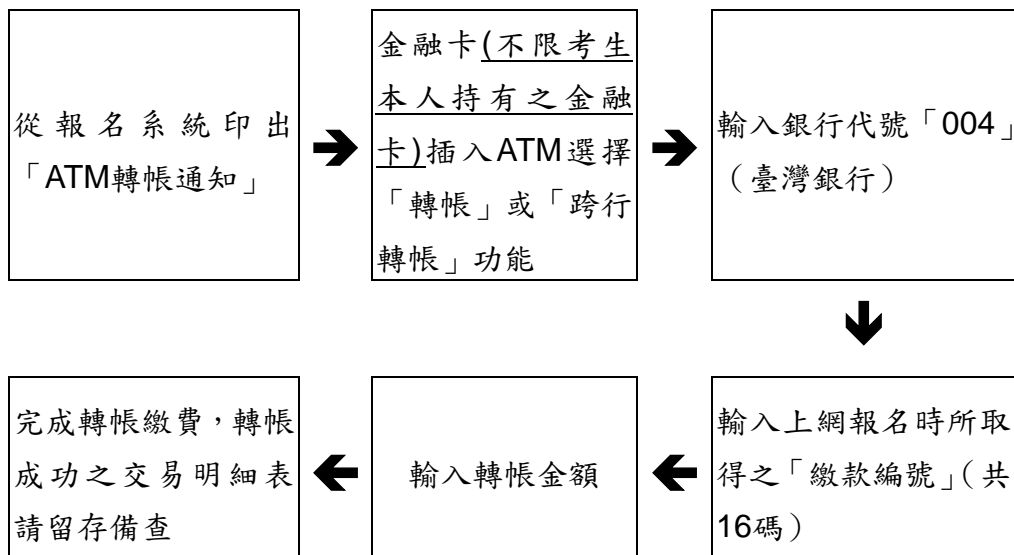 從報名系統印出
「ATM轉帳通知」
金融卡(不限考生
本人持有之金融
卡)插入ATM選擇
「轉帳」或「跨行
轉帳」功能
輸入銀行代號「004」
（臺灣銀行）
輸入上網報名時所取
得之「繳款編號」（共
16碼）
輸入轉帳金額
完成轉帳繳費，轉帳
成功之交易明細表
請留存備查